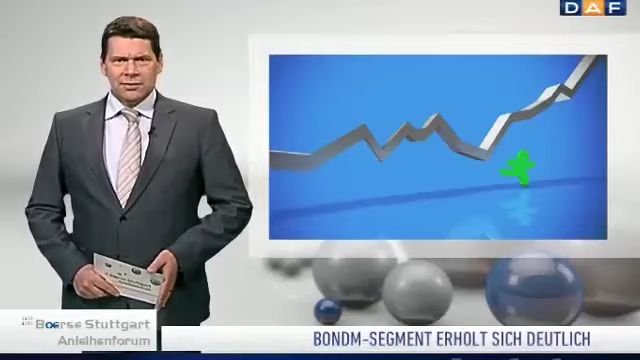 DAF
Boerse Stuttgart
Anleihenforum
BONDM-SEGMENT ERHOLT SICH DEUTLICH